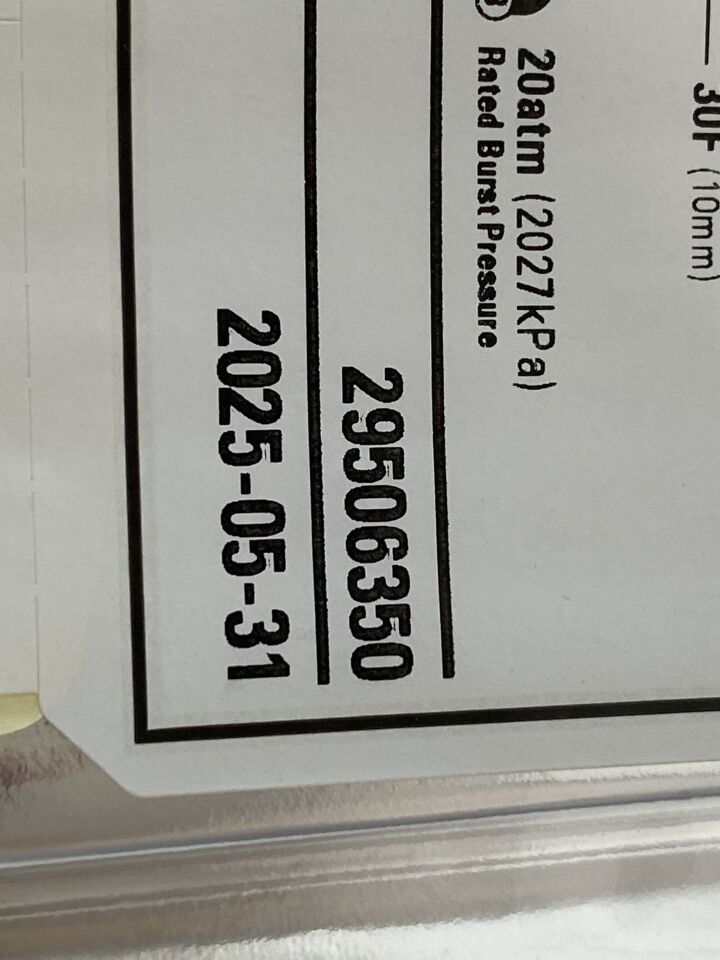 30F (10mm)
20atm (2027kPa)
Rated Burst Pressure
29506350
2025-05-31